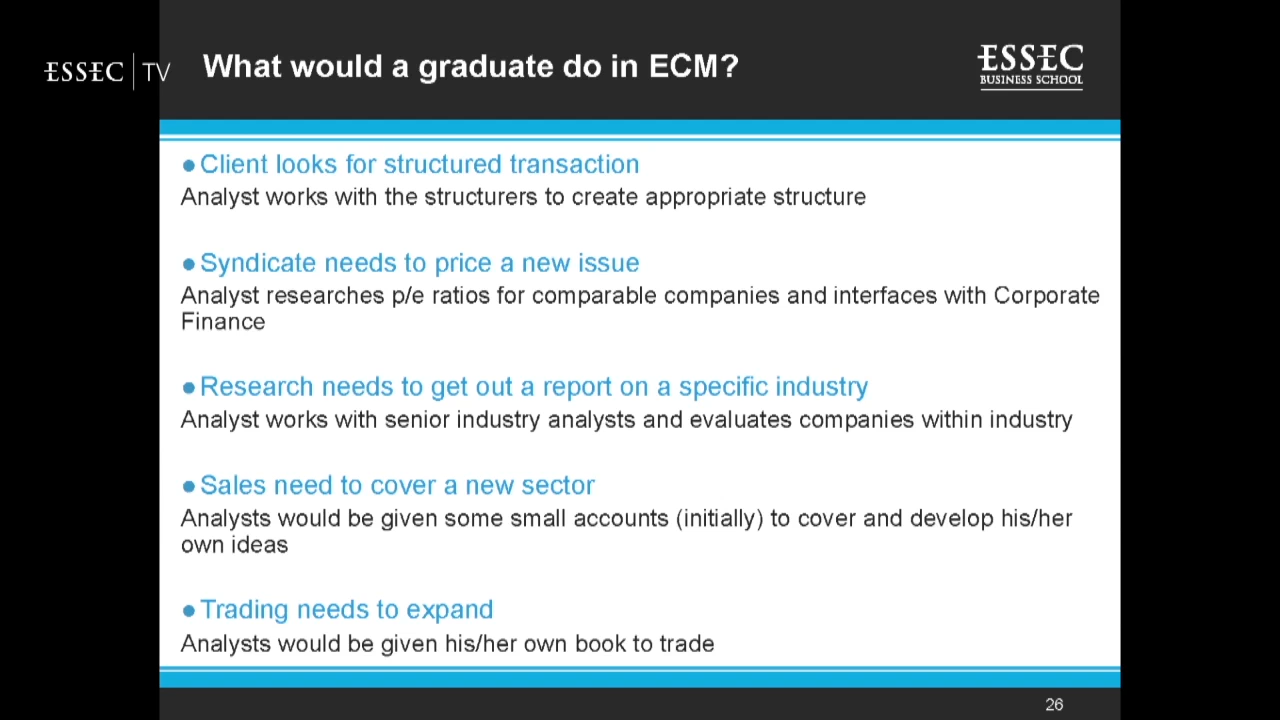 ESSEC TV
What would a graduate do in ECM?
ESSEC
BUSINESS SCHOOL
●Client looks for structured transaction
Analyst works with the structurers to create appropriate structure
●Syndicate needs to price a new issue
Analyst researches p/e ratios for comparable companies and interfaces with Corporate
Finance
●Research needs to get out a report on a specific industry
Analyst works with senior industry analysts and evaluates companies within industry
●Sales need to cover a new sector
Analysts would be given some small accounts (initially) to cover and develop his/her
own ideas
●Trading needs to expand
Analysts would be given his/her own book to trade
26